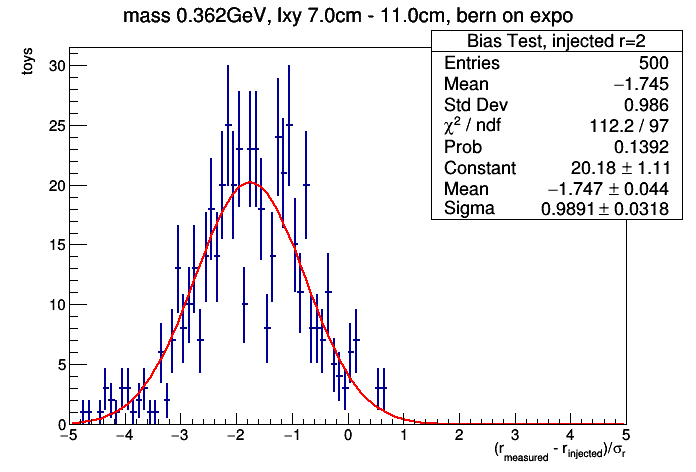 mass 0.362GeV, lxy 7.0cm - 11.0cm, bern on expo
Bias Test, injected r=2
Entries 500
Mean −1.745
Std Dev 0.986
χ² / ndf 112.2 / 97
Prob 0.1392
Constant 20.18 ± 1.11
Mean −1.747 ± 0.044
Sigma 0.9891 ± 0.0318
toys
30
25
20
15
10
5
0
−5 −4 −3 −2 −1 0 1 2 3 4 5
(r_measured - r_injected)/σ_r